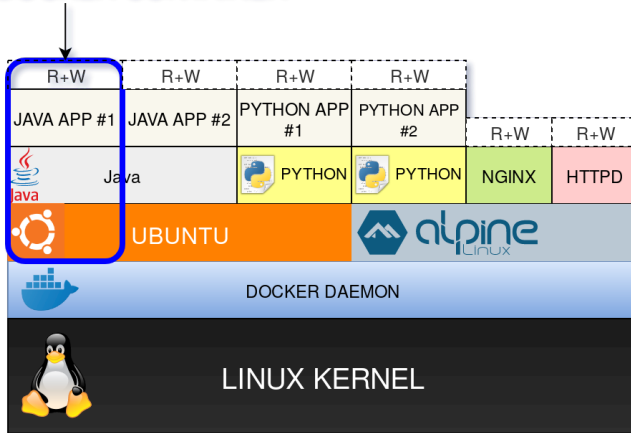 R+W
R+W
R+W
R+W
JAVA APP #1
JAVA APP #2
PYTHON APP
#1
PYTHON APP
#2
R+W
R+W
Java
Java
PYTHON
PYTHON
NGINX
HTTPD
UBUNTU
alpine
Linux
DOCKER DAEMON
LINUX KERNEL